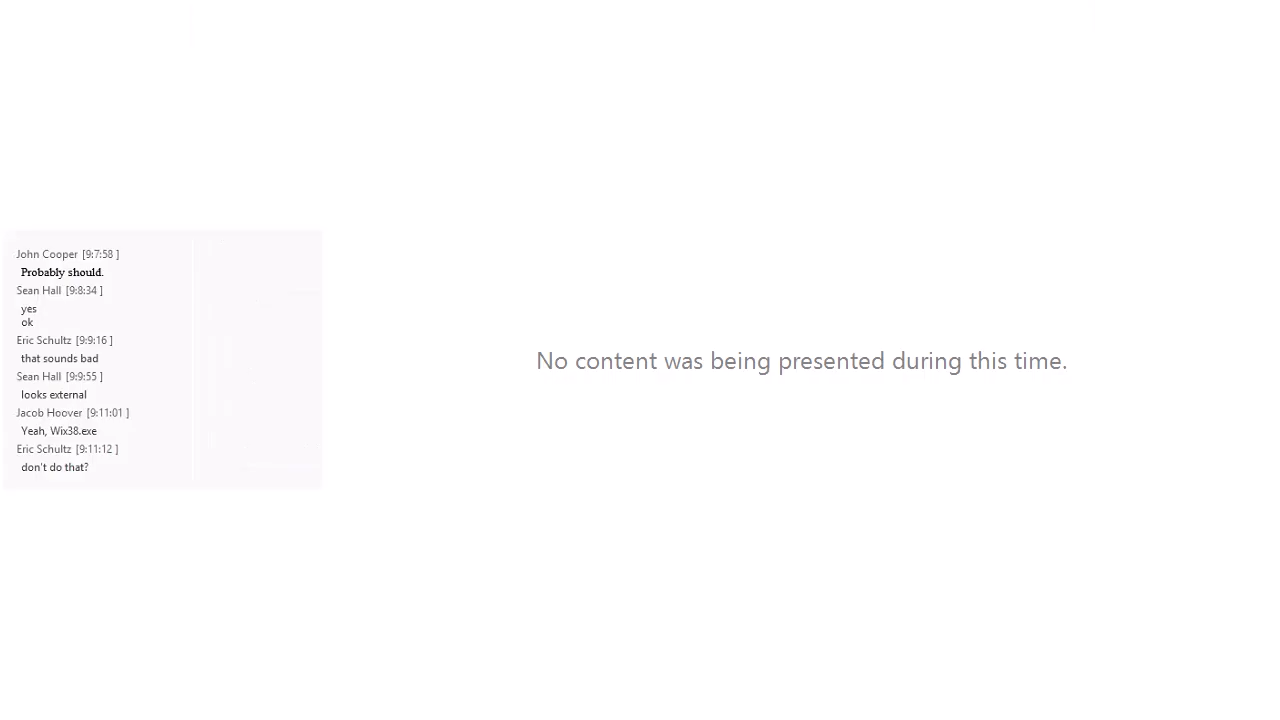 John Cooper [9:7:58 ]
Probably should.
Sean Hall [9:8:34 ]
yes
ok
Eric Schultz [9:9:16 ]
that sounds bad
Sean Hall [9:9:55 ]
looks external
Jacob Hoover [9:11:01 ]
Yeah, Wix38.exe
Eric Schultz [9:11:12 ]
don't do that?
No content was being presented during this time.